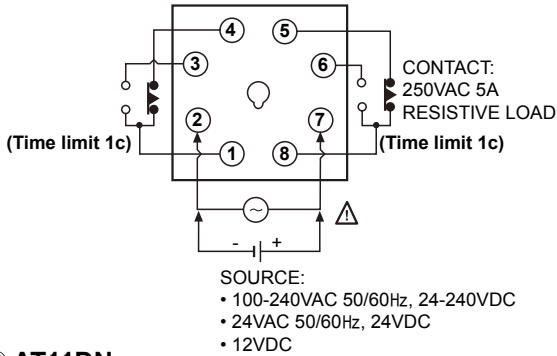 4
5
3
6
CONTACT:
250VAC 5A
RESISTIVE LOAD
2
7
(Time limit 1c)
(Time limit 1c)
1
8
~
- +
SOURCE:
• 100-240VAC 50/60Hz, 24-240VDC
• 24VAC 50/60Hz, 24VDC
• 12VDC